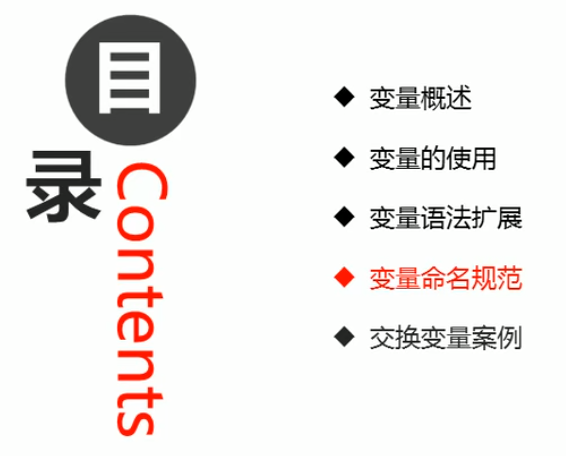 目录
Contents
◆ 变量概述
◆ 变量的使用
◆ 变量语法扩展
◆ 变量命名规范
◆ 交换变量案例